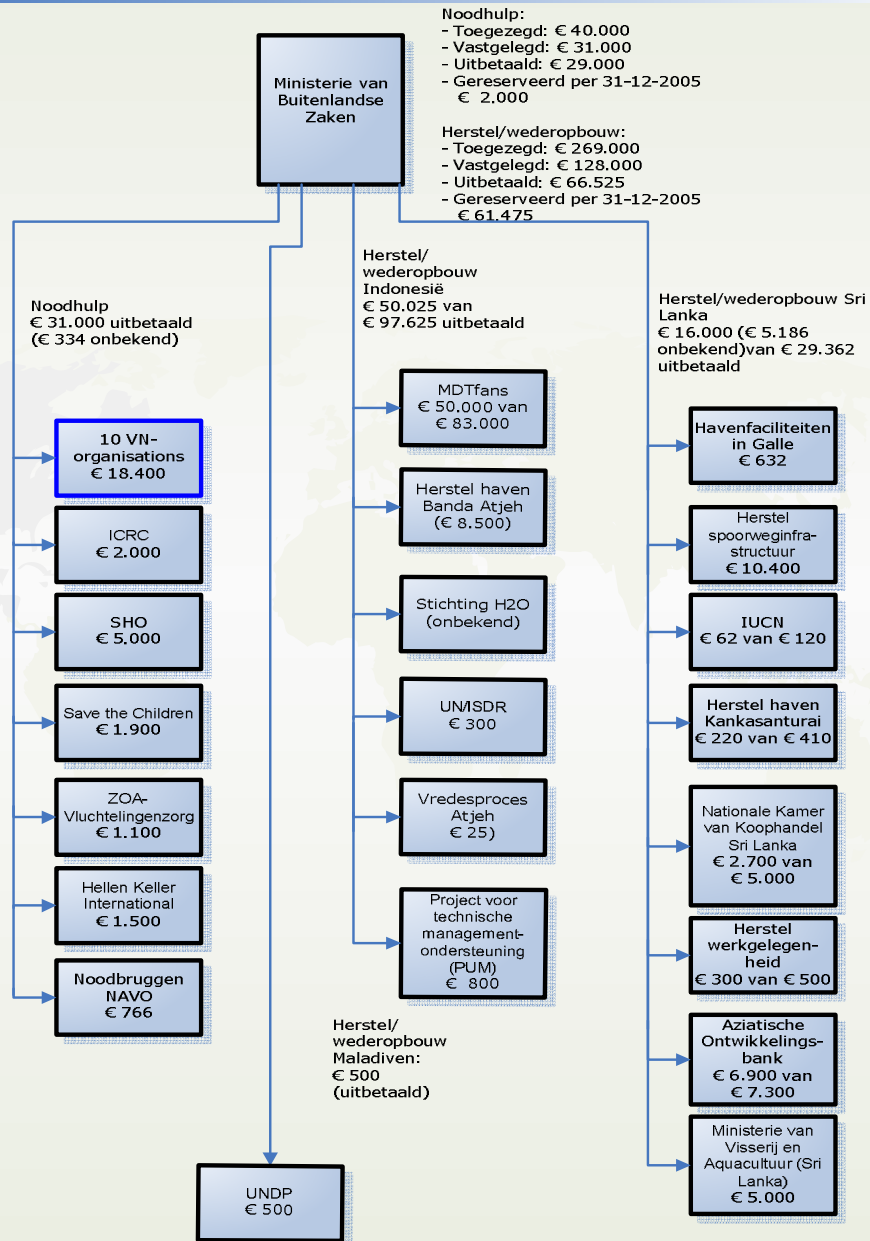 Ministerie van
Buitenlandse
Zaken
Noodhulp:
- Toegezegd: € 40.000
- Vastgelegd: € 31.000
- Uitbetaald: € 29.000
- Gereserveerd per 31-12-2005
€ 2.000
Herstel/wederopbouw:
- Toegezegd: € 269.000
- Vastgelegd: € 128.000
- Uitbetaald: € 66.525
- Gereserveerd per 31-12-2005
€ 61.475
Noodhulp
€ 31.000 uitbetaald
(€ 334 onbekend)
10 VN-
organisations
€ 18.400
ICRC
€ 2.000
SHO
€ 5.000
Save the Children
€ 1.900
ZOA-
Vluchtelingenzorg
€ 1.100
Hellen Keller
International
€ 1.500
Noodbruggen
NAVO
€ 766
Herstel/
wederopbouw
Indonesië
€ 50.025 van
€ 97.625 uitbetaald
MDTfans
€ 50.000 van
€ 83.000
Herstel haven
Banda Atjeh
(€ 8.500)
Stichting H2O
(onbekend)
UN/ISDR
€ 300
Vredesproces
Atjeh
€ 25)
Project voor
technische
management-
ondersteuning
(PUM)
€ 800
Herstel/
wederopbouw
Maladiven:
€ 500
(uitbetaald)
UNDP
€ 500
Herstel/wederopbouw Sri
Lanka
€ 16.000 (€ 5.186
onbekend)van € 29.362
uitbetaald
Havenfaciliteiten
in Galle
€ 632
Herstel
spoorweginfra-
structuur
€ 10.400
IUCN
€ 62 van € 120
Herstel haven
Kankasanturai
€ 220 van € 410
Nationale Kamer
van Koophandel
Sri Lanka
€ 2.700 van
€ 5.000
Herstel
werkgelegen-
heid
€ 300 van € 500
Aziatische
Ontwikkelings-
bank
€ 6.900 van
€ 7.300
Ministerie van
Visserij en
Aquacultuur (Sri
Lanka)
€ 5.000